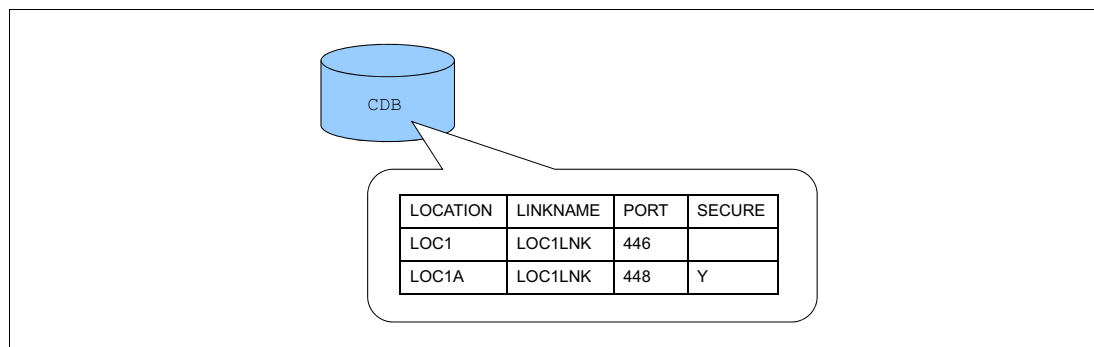 CDB
LOCATION LINKNAME PORT SECURE
LOC1 LOC1LNK 446
LOC1A LOC1LNK 448 Y